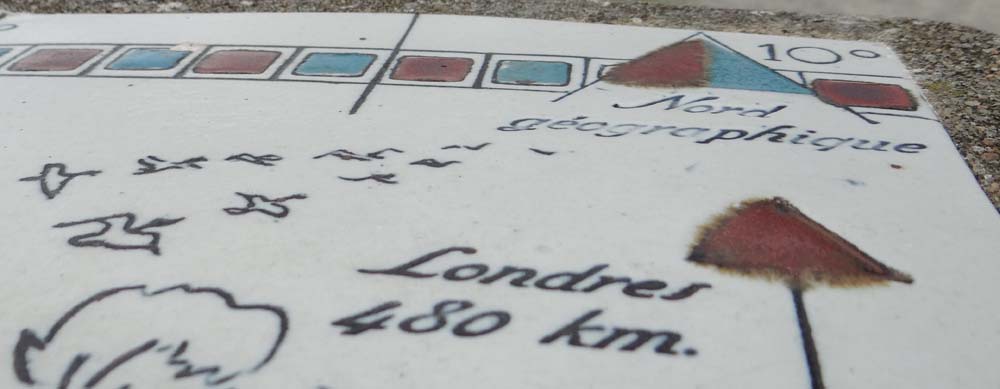 10°
Nord
géographique
Londres
480 km.